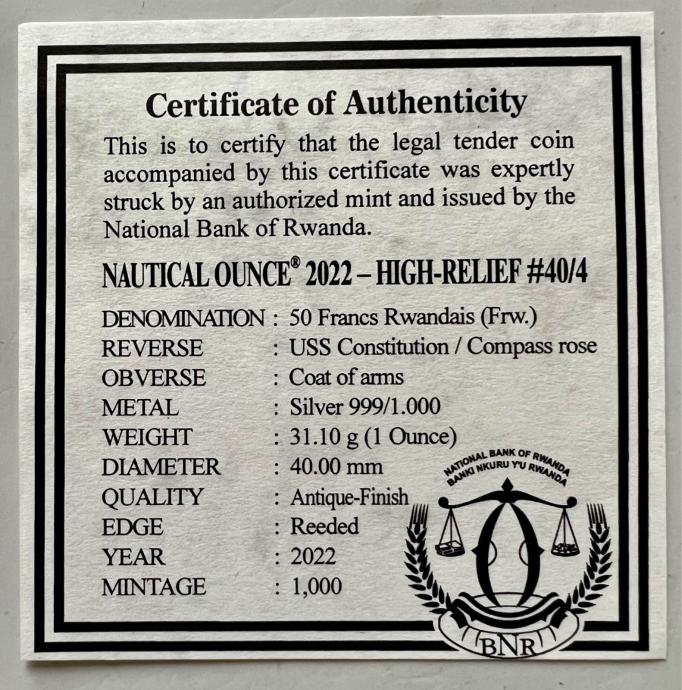 Certificate of Authenticity
This is to certify that the legal tender coin
accompanied by this certificate was expertly
struck by an authorized mint and issued by the
National Bank of Rwanda.
NAUTICAL OUNCE® 2022 – HIGH-RELIEF #40/4
DENOMINATION : 50 Francs Rwandais (Frw.)
REVERSE : USS Constitution / Compass rose
OBVERSE : Coat of arms
METAL : Silver 999/1.000
WEIGHT : 31.10 g (1 Ounce)
DIAMETER : 40.00 mm
QUALITY : Antique-Finish
EDGE : Reeded
YEAR : 2022
MINTAGE : 1,000
NATIONAL BANK OF RWANDA
BANKI NKURU Y'U RWANDA
BNR